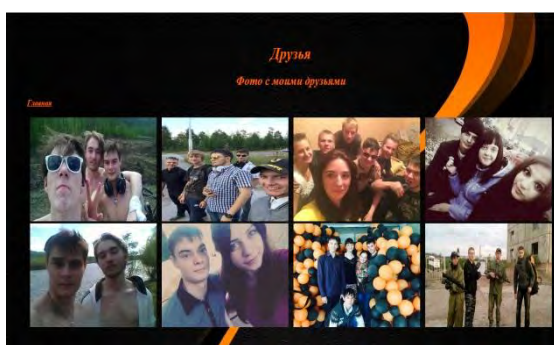 Друзья
Фото с моими друзьями
Главная